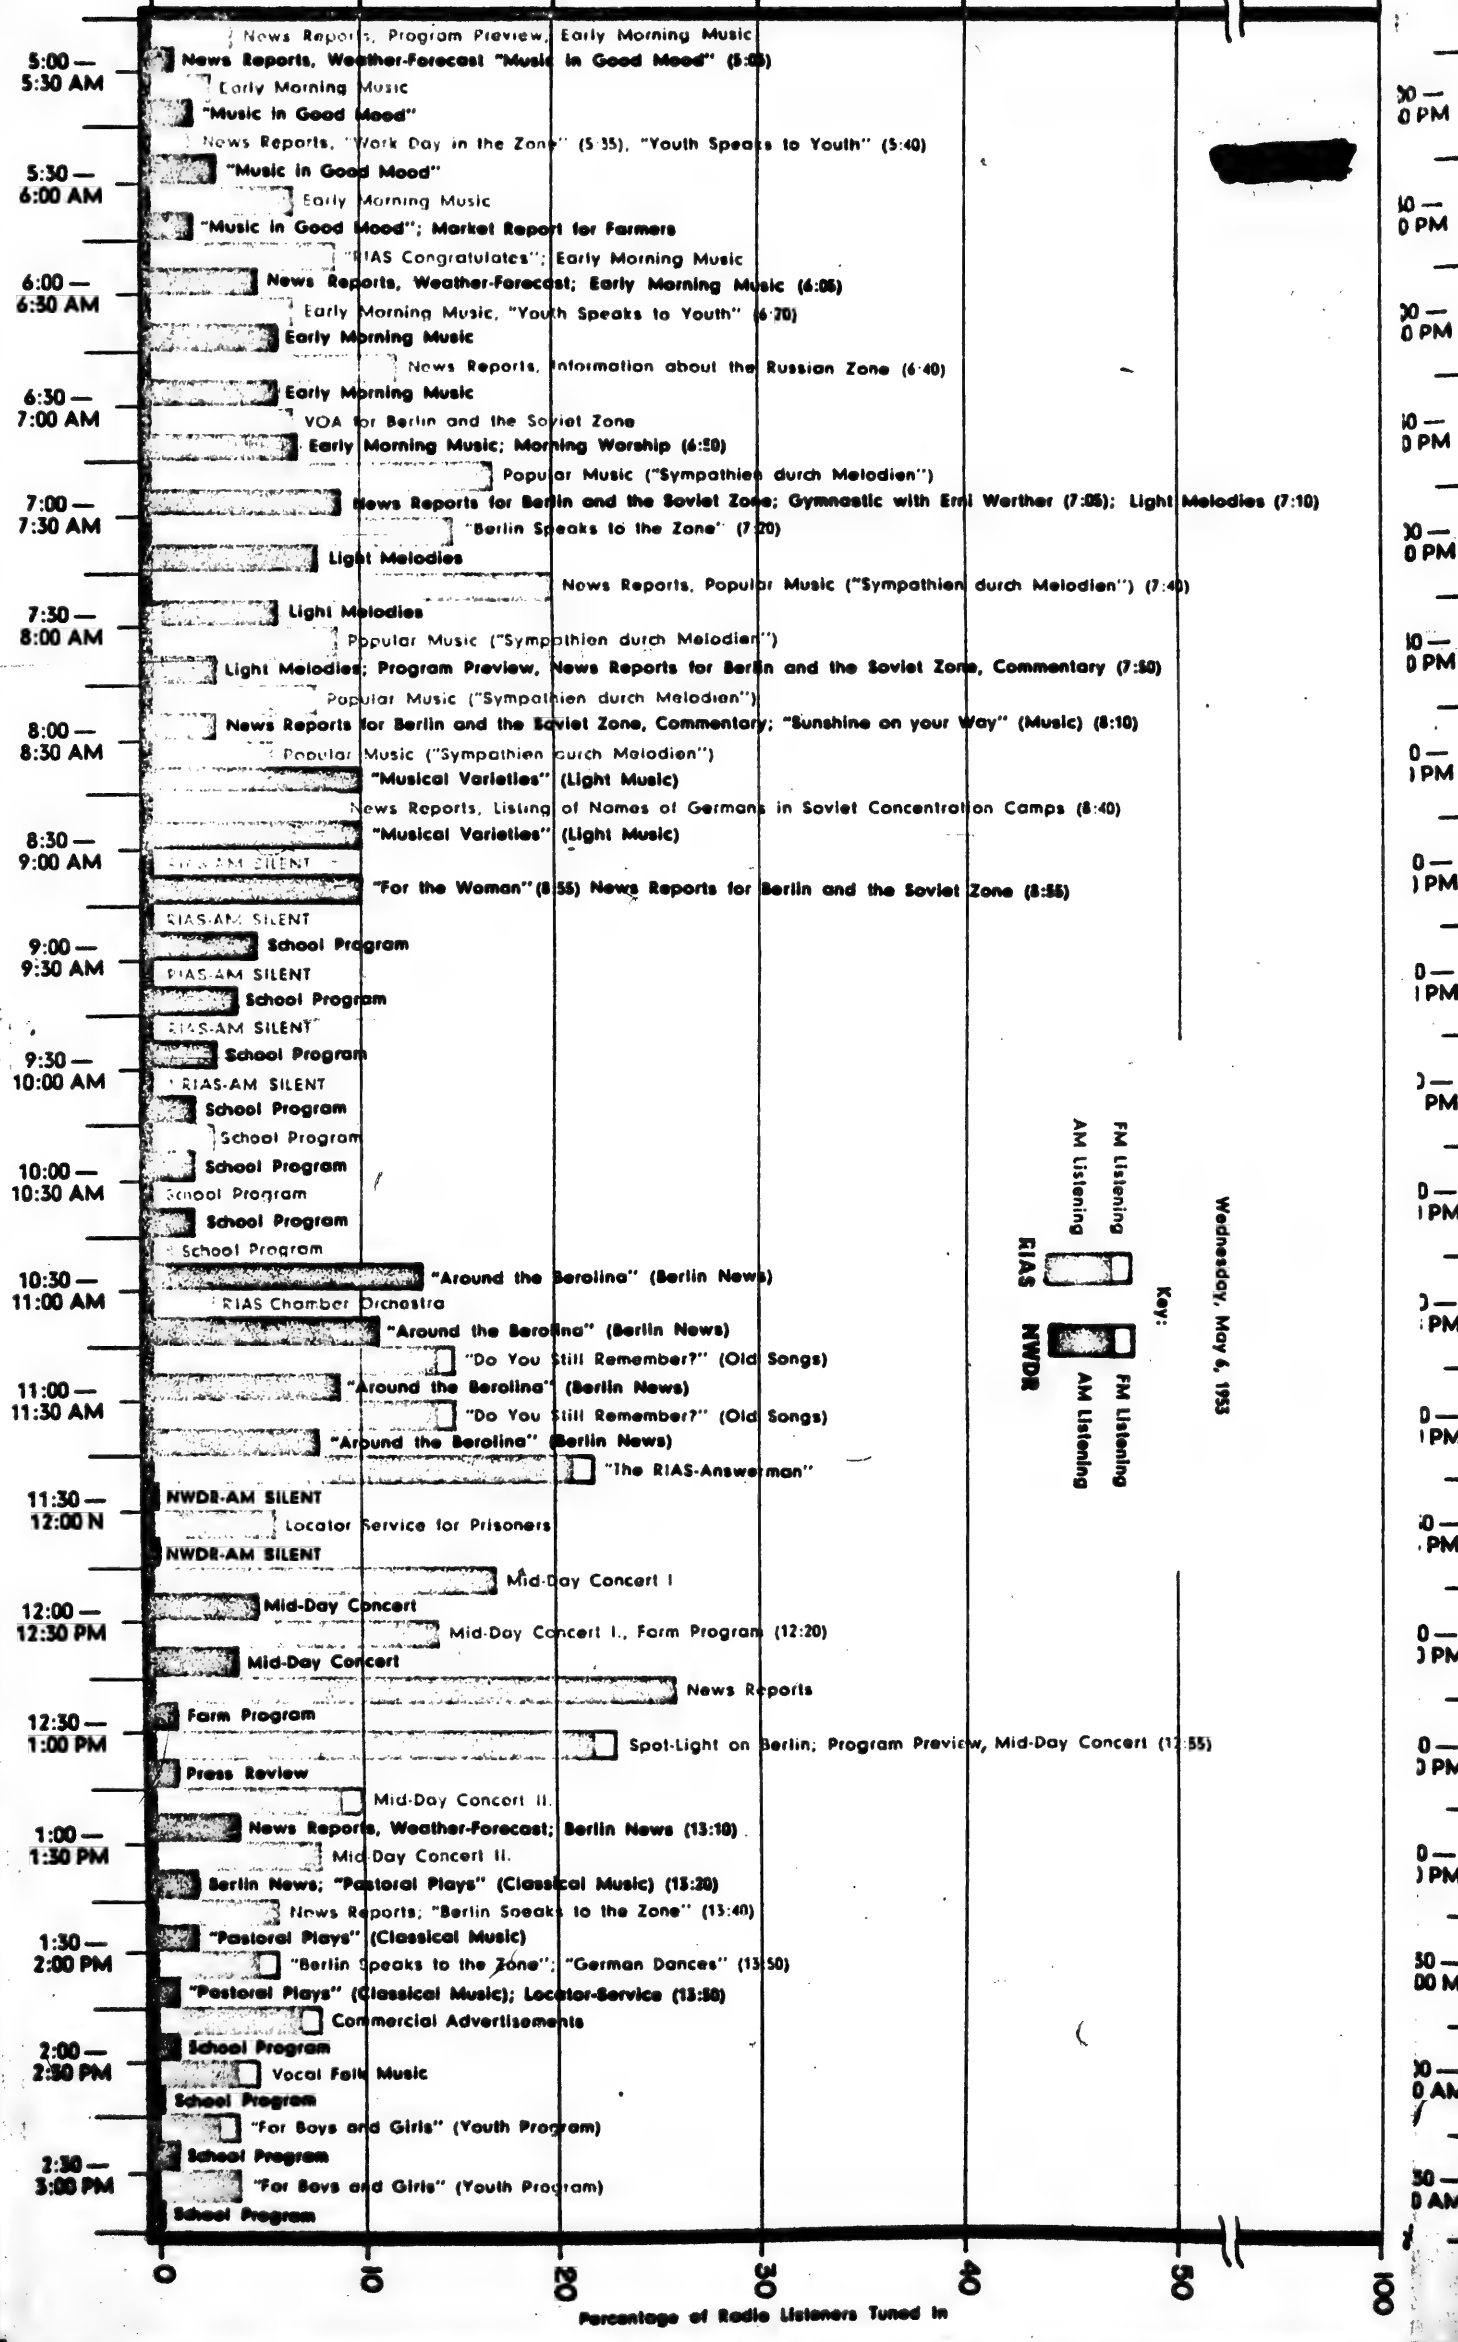 News Reports, Program Preview, Early Morning Music
5:00 —
5:30 AM
News Reports, Weather-Forecast "Music in Good Mood" (5:05)
Early Morning Music
"Music in Good Mood"
News Reports, "Work Day in the Zone" (5:35), "Youth Speaks to Youth" (5:40)
5:30 —
6:00 AM
"Music in Good Mood"
Early Morning Music
"Music in Good Mood"; Market Report for Farmers
"RIAS Congratulates"; Early Morning Music
6:00 —
6:30 AM
News Reports, Weather-Forecast; Early Morning Music (6:05)
Early Morning Music, "Youth Speaks to Youth" (6:20)
Early Morning Music
News Reports, Information about the Russian Zone (6:40)
6:30 —
7:00 AM
Early Morning Music
VOA for Berlin and the Soviet Zone
Early Morning Music; Morning Worship (6:50)
Popular Music ("Sympathien durch Melodien")
7:00 —
7:30 AM
News Reports for Berlin and the Soviet Zone; Gymnastic with Erni Werther (7:05); Light Melodies (7:10)
"Berlin Speaks to the Zone" (7:20)
Light Melodies
News Reports, Popular Music ("Sympathien durch Melodien") (7:40)
7:30 —
8:00 AM
Light Melodies
Popular Music ("Sympathien durch Melodien")
Light Melodies; Program Preview, News Reports for Berlin and the Soviet Zone, Commentary (7:50)
Popular Music ("Sympathien durch Melodien")
8:00 —
8:30 AM
News Reports for Berlin and the Soviet Zone, Commentary; "Sunshine on your Way" (Music) (8:10)
Popular Music ("Sympathien durch Melodien")
"Musical Varieties" (Light Music)
News Reports, Listing of Names of Germans in Soviet Concentration Camps (8:40)
8:30 —
9:00 AM
"Musical Varieties" (Light Music)
RIAS-AM SILENT
"For the Woman" (8:55) News Reports for Berlin and the Soviet Zone (8:55)
RIAS-AM SILENT
9:00 —
9:30 AM
School Program
RIAS-AM SILENT
School Program
RIAS-AM SILENT
9:30 —
10:00 AM
School Program
RIAS-AM SILENT
School Program
School Program
10:00 —
10:30 AM
School Program
School Program
School Program
School Program
10:30 —
11:00 AM
"Around the Berolina" (Berlin News)
RIAS Chamber Orchestra
"Around the Berolina" (Berlin News)
"Do You Still Remember?" (Old Songs)
11:00 —
11:30 AM
"Around the Berolina" (Berlin News)
"Do You Still Remember?" (Old Songs)
"Around the Berolina" (Berlin News)
"The RIAS-Answerman"
11:30 —
12:00 N
NWDR-AM SILENT
Locator Service for Prisoners
NWDR-AM SILENT
Mid-Day Concert I
12:00 —
12:30 PM
Mid-Day Concert
Mid-Day Concert I., Farm Program (12:20)
Mid-Day Concert
News Reports
12:30 —
1:00 PM
Farm Program
Spot-Light on Berlin; Program Preview, Mid-Day Concert (12:55)
Press Review
Mid-Day Concert II.
1:00 —
1:30 PM
News Reports, Weather-Forecast; Berlin News (13:10)
Mid-Day Concert II.
Berlin News; "Pastoral Plays" (Classical Music) (13:20)
News Reports; "Berlin Speaks to the Zone" (13:40)
1:30 —
2:00 PM
"Pastoral Plays" (Classical Music)
"Berlin Speaks to the Zone"; "German Dances" (13:50)
"Pastoral Plays" (Classical Music); Locator-Service (13:50)
Commercial Advertisements
2:00 —
2:30 PM
School Program
Vocal Folk Music
School Program
"For Boys and Girls" (Youth Program)
2:30 —
3:00 PM
School Program
"For Boys and Girls" (Youth Program)
School Program
0
10
20
30
40
50
100
Percentage of Radio Listeners Tuned In
Wednesday, May 6, 1953
Key:
RIAS
AM Listening
FM Listening
NWDR
AM Listening
FM Listening